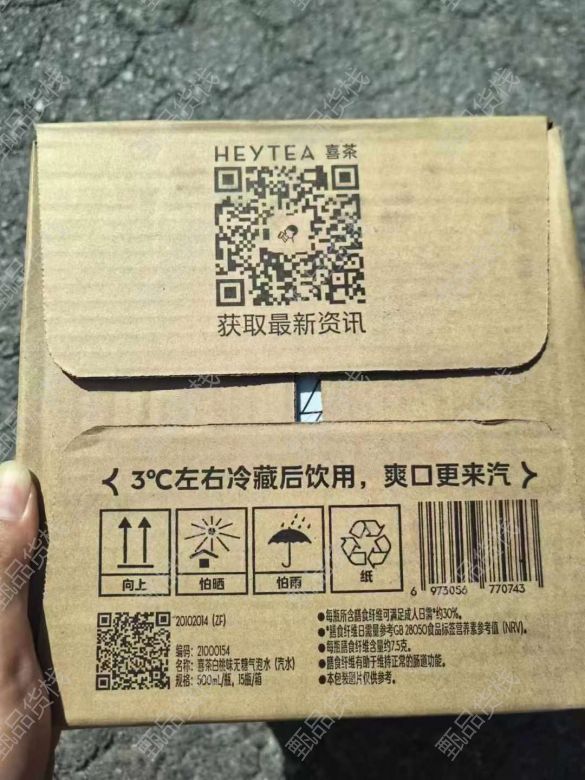 HEYTEA 喜茶
获取最新资讯
3℃左右冷藏后饮用，爽口更来汽
向上 怕晒 怕雨 纸
6 973056 770743
20102014 (ZF)
编码：21000154
名称：喜茶白桃味无糖气泡水（汽水）
规格：500mL/瓶，15瓶/箱
●每瓶所含膳食纤维可满足成人日需*约30%。
●*膳食纤维日需量参考GB 28050食品标签营养素参考值（NRV）。
●每瓶膳食纤维含量约7.5克。
●膳食纤维有助于维持正常的肠道功能。
●本包装图片仅供参考。
甄品货栈